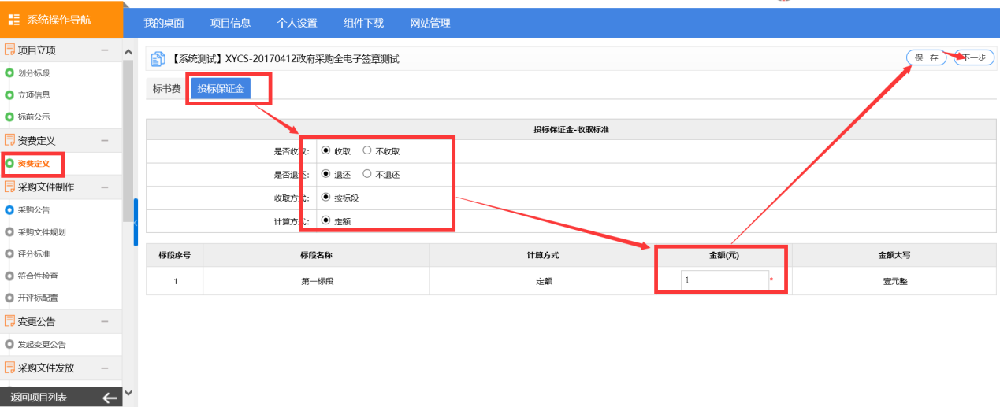 系统操作导航
我的桌面 项目信息 个人设置 组件下载 网站管理
项目立项
划分标段
立项信息
标前公示
资费定义
资费定义
采购文件制作
采购公告
采购文件规划
评分标准
符合性检查
开评标配置
变更公告
发起变更公告
采购文件发放
返回项目列表
【系统测试】XYCS-20170412政府采购全电子签章测试
保 存 下一步
标书费 投标保证金
投标保证金-收取标准
是否收取: 收取 不收取
是否退还: 退还 不退还
收取方式: 按标段
计算方式: 定额
标段序号 标段名称 计算方式 金额(元) 金额大写
1 第一标段 定额 1 * 壹元整